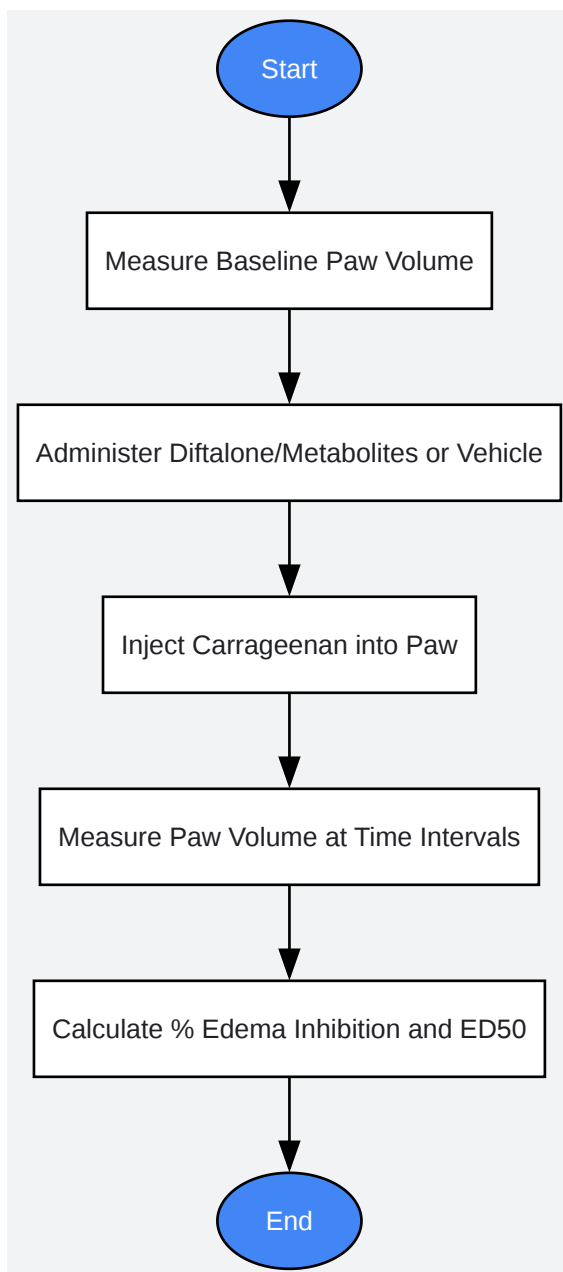 Start
Measure Baseline Paw Volume
Administer Diftalone/Metabolites or Vehicle
Inject Carrageenan into Paw
Measure Paw Volume at Time Intervals
Calculate % Edema Inhibition and ED50
End